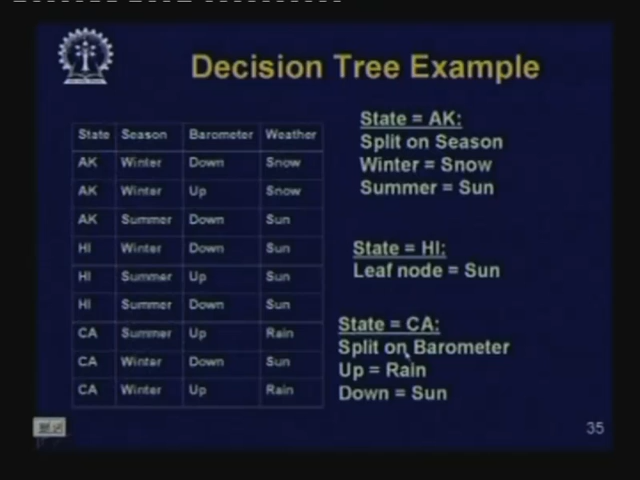 Decision Tree Example
State Season Barometer Weather
AK Winter Down Snow
AK Winter Up Snow
AK Summer Down Sun
HI Winter Down Sun
HI Summer Up Sun
HI Summer Down Sun
CA Summer Up Rain
CA Winter Down Sun
CA Winter Up Rain
State = AK:
Split on Season
Winter = Snow
Summer = Sun
State = HI:
Leaf node = Sun
State = CA:
Split on Barometer
Up = Rain
Down = Sun
35